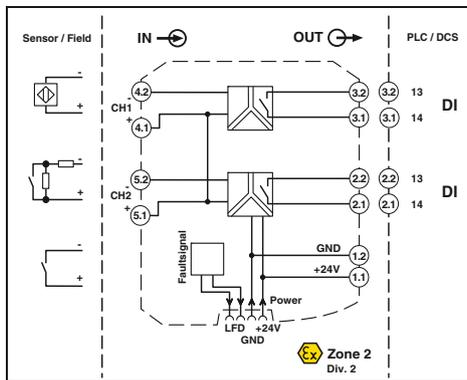 Sensor / Field
IN
OUT
PLC / DCS
-
+
4.2
-
CH1
+
4.1
3.2
3.2
13
3.1
3.1
14
DI
-
+
5.2
-
CH2
+
5.1
2.2
2.2
13
2.1
2.1
14
DI
-
+
Faultsignal
GND
1.2
+24V
1.1
Power
LFD
+24V
GND
Ex
Zone 2
Div. 2